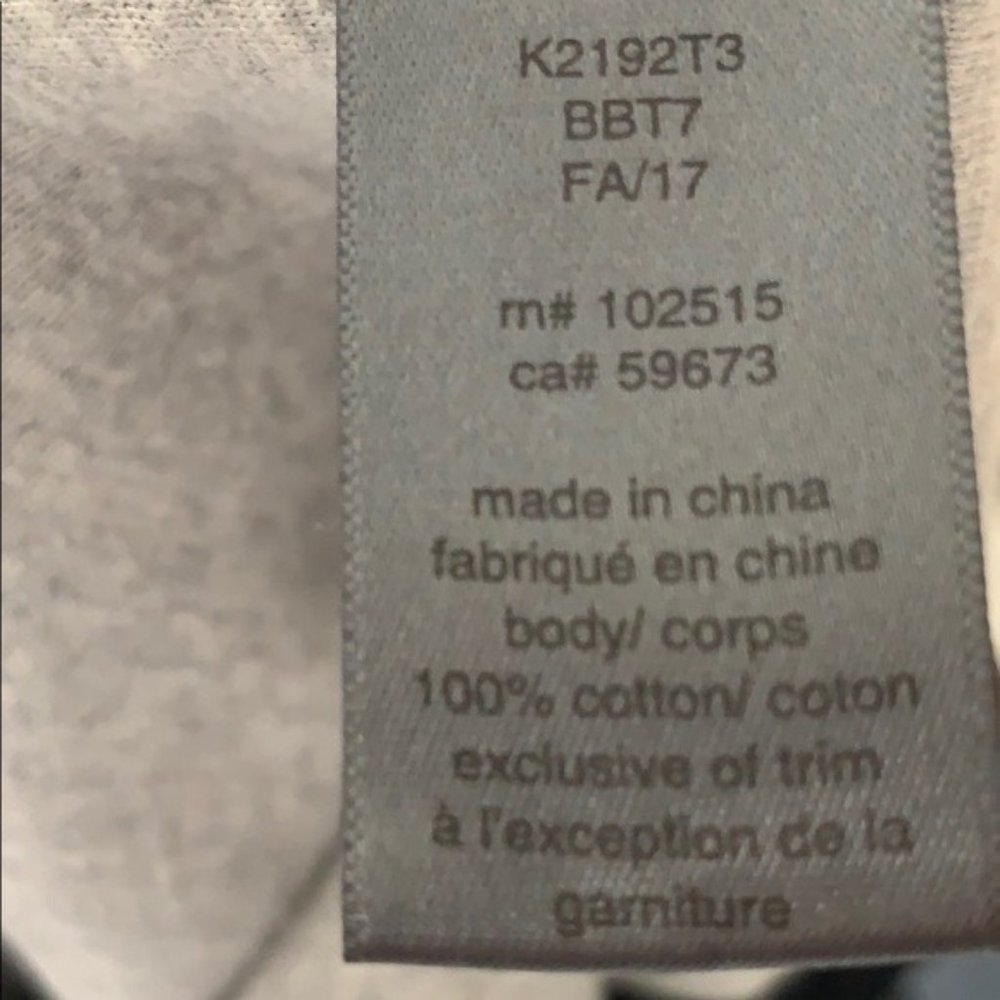 K2192T3
BBT7
FA/17
rn# 102515
ca# 59673
made in china
fabriqué en chine
body/ corps
100% cotton/ coton
exclusive of trim
à l'exception de la
garniture